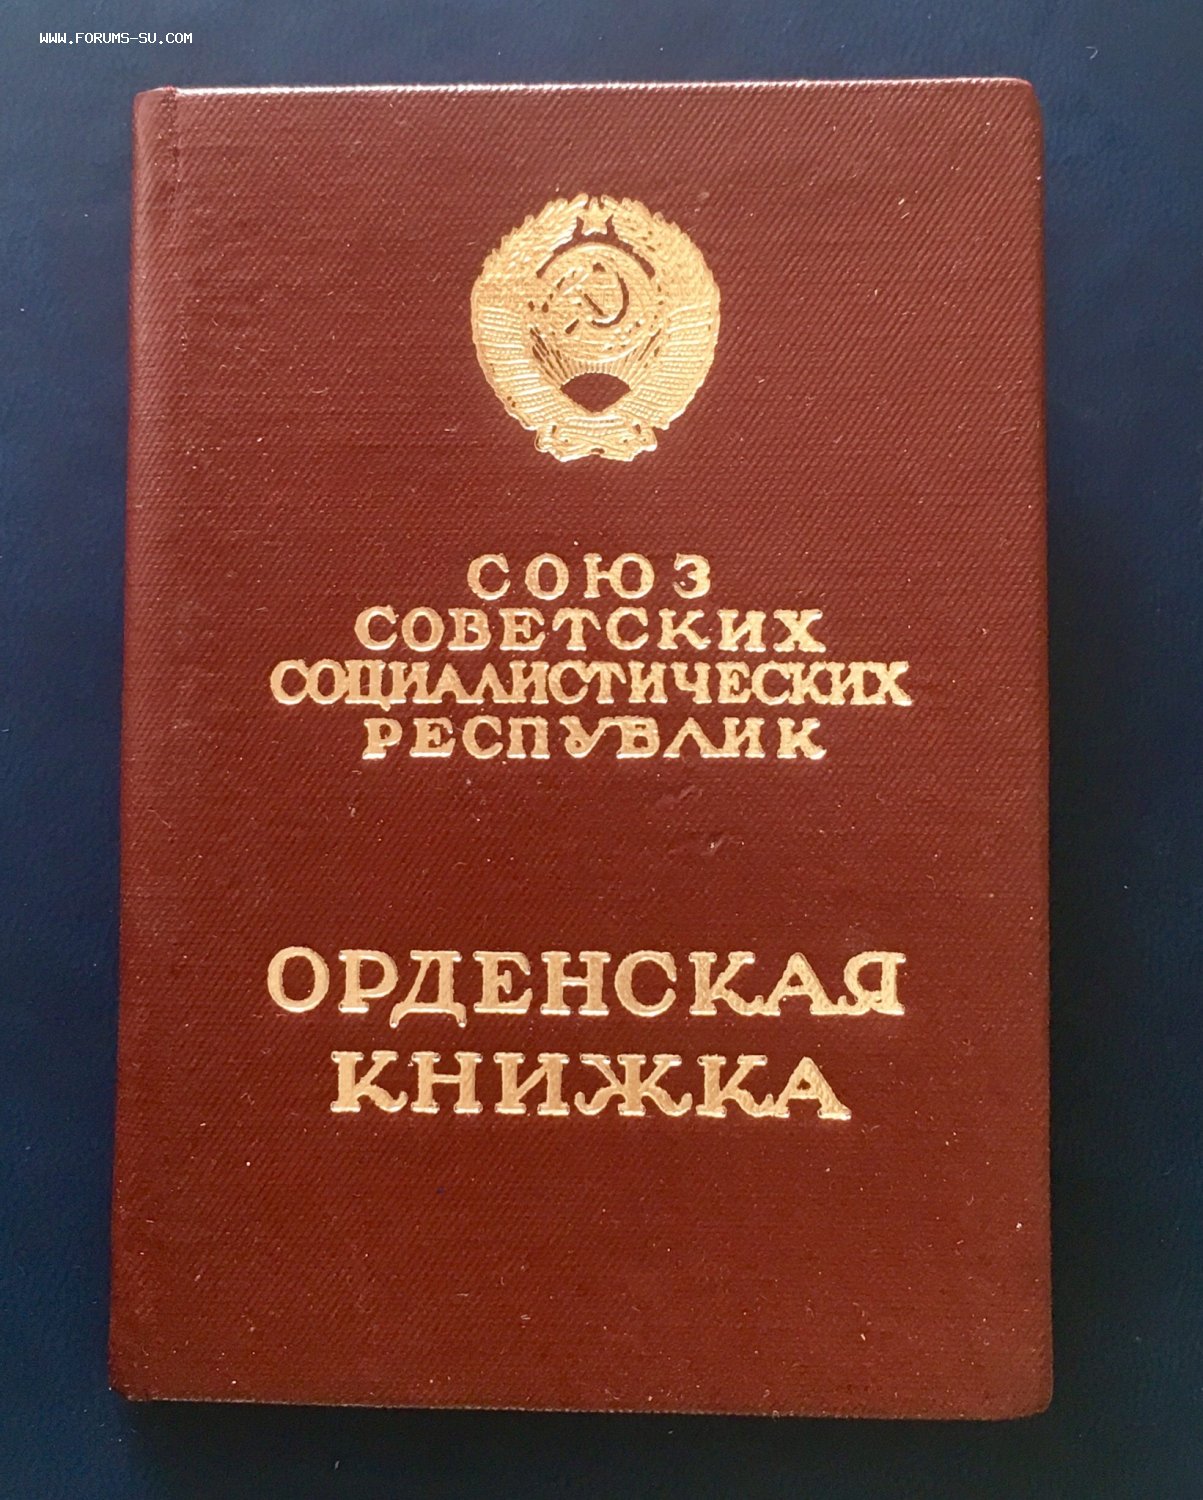 WWW.FORUMS-SU.COM
СОЮЗ
СОВЕТСКИХ
СОЦИАЛИСТИЧЕСКИХ
РЕСПУБЛИК
ОРДЕНСКАЯ
КНИЖКА